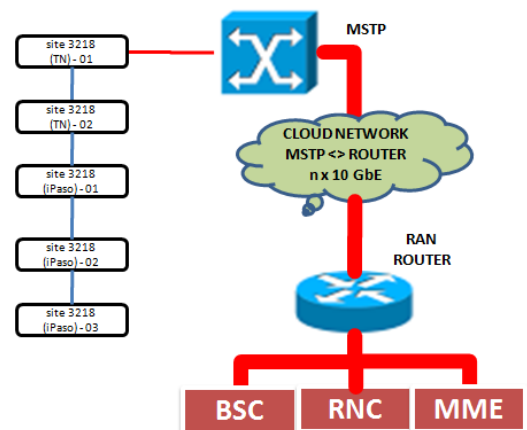 MSTP
site 3218
(TN) - 01
site 3218
(TN) - 02
site 3218
(iPaso) - 01
site 3218
(iPaso) - 02
site 3218
(iPaso) - 03
CLOUD NETWORK
MSTP <> ROUTER
n x 10 GbE
RAN
ROUTER
BSC
RNC
MME